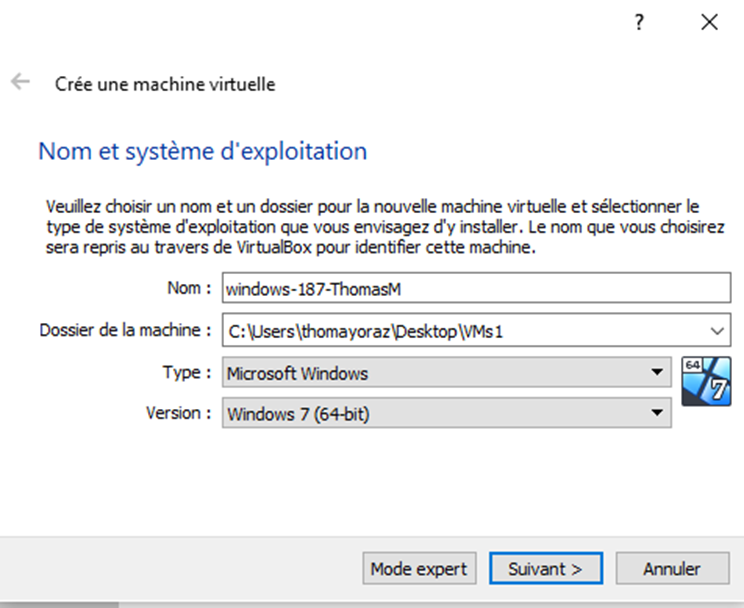 ?
Crée une machine virtuelle
Nom et système d'exploitation
Veuillez choisir un nom et un dossier pour la nouvelle machine virtuelle et sélectionner le
type de système d'exploitation que vous envisagez d'y installer. Le nom que vous choisirez
sera repris au travers de VirtualBox pour identifier cette machine.
Nom : windows-187-ThomasM
Dossier de la machine : C:\Users\thomayoraz\Desktop\VMs1
Type : Microsoft Windows 64
Version : Windows 7 (64-bit) 7
Mode expert Suivant > Annuler